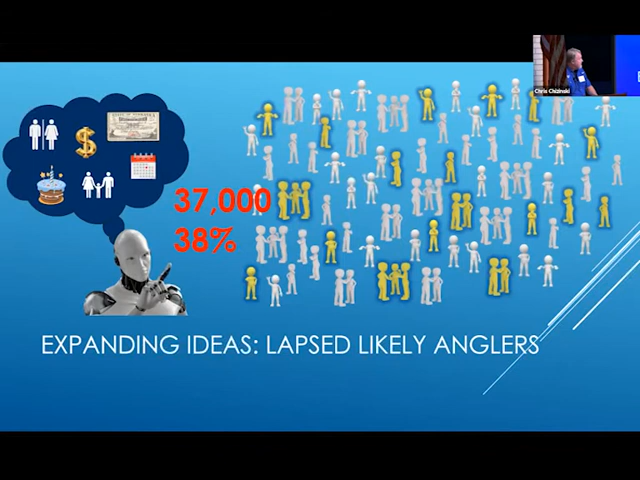 Chris Chizinski
37,000
38%
EXPANDING IDEAS: LAPSED LIKELY ANGLERS